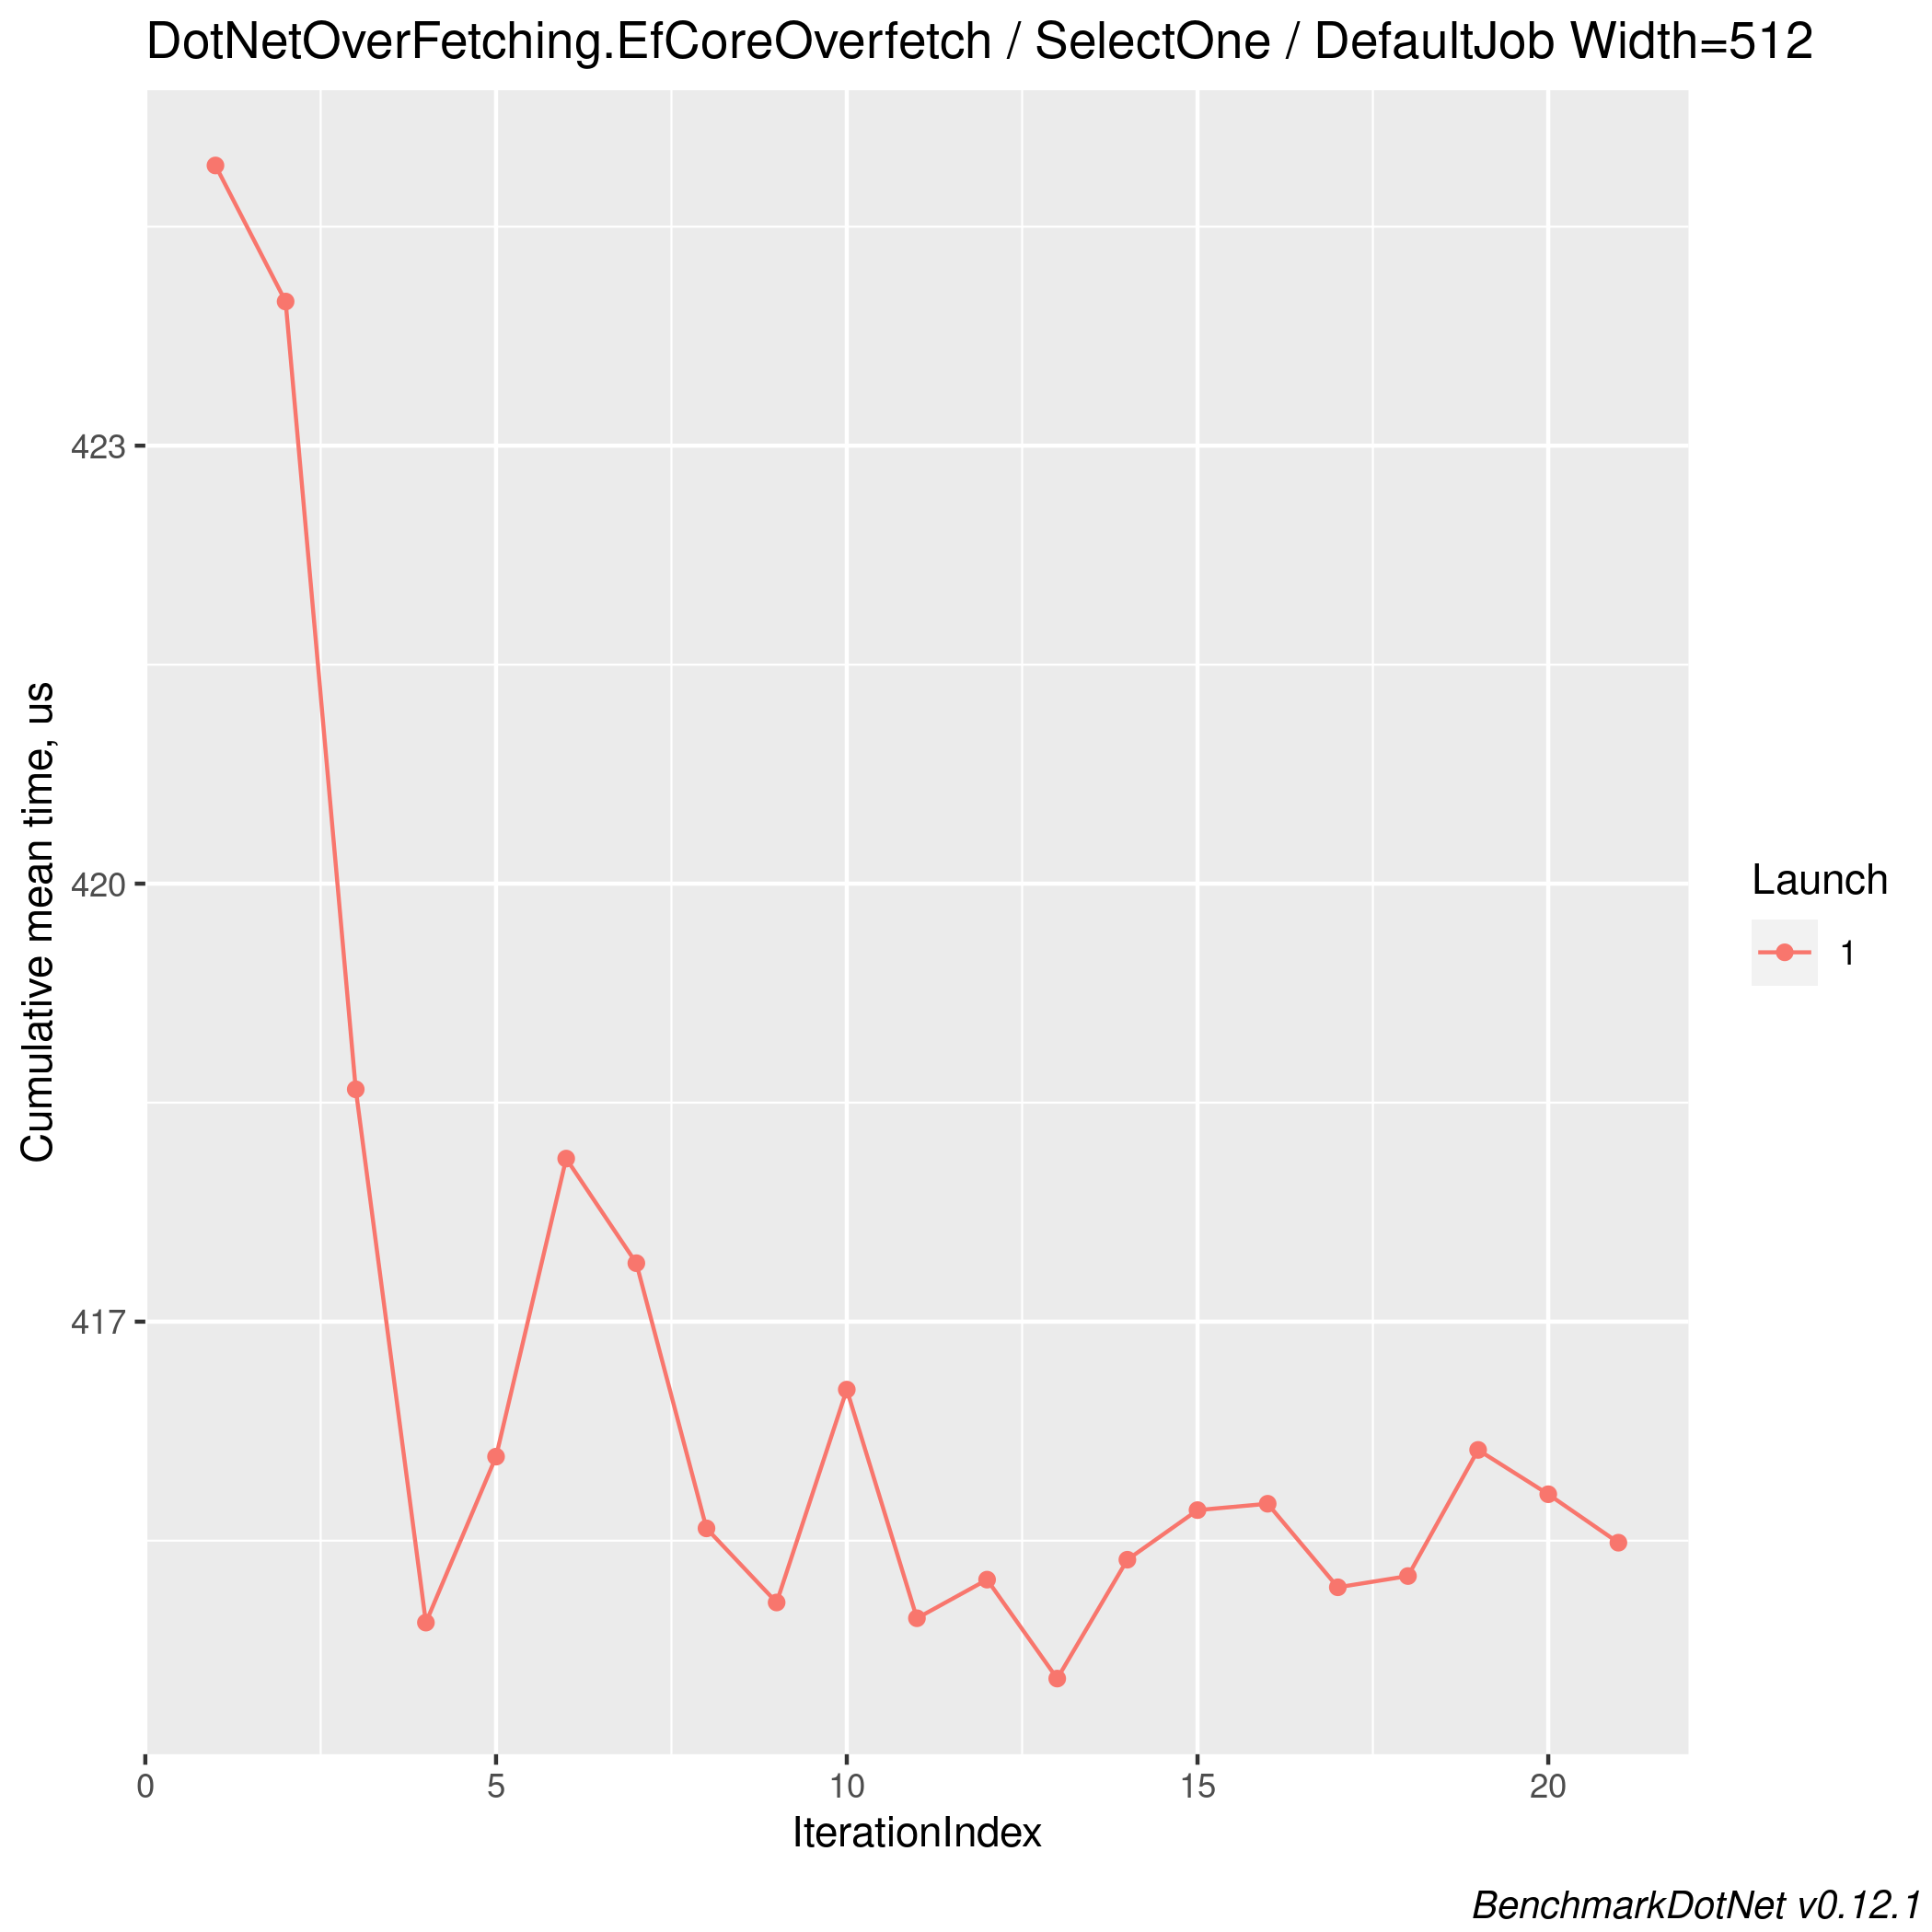 DotNetOverFetching.EfCoreOverfetch / SelectOne / DefaultJob Width=512
Cumulative mean time, us
423
420
417
0 5 10 15 20
IterationIndex
Launch
1
BenchmarkDotNet v0.12.1